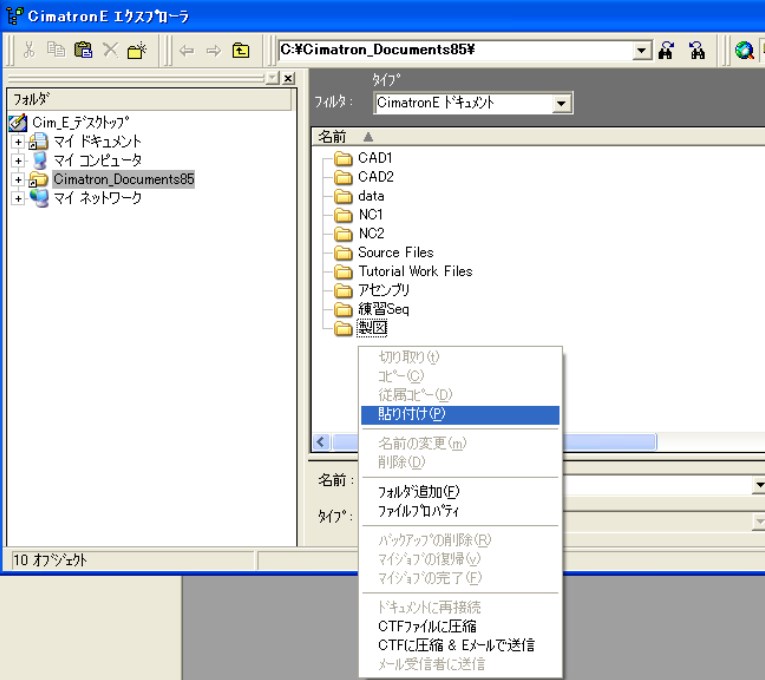 CimatronE ｴｸｽﾌﾟﾛｰﾗ
C:¥Cimatron_Documents85¥
ﾌｫﾙﾀﾞ
Cim_E_ﾃﾞｽｸﾄｯﾌﾟ
マイ ドキュメント
マイ コンピュータ
Cimatron_Documents85
マイ ネットワーク
ﾀｲﾌﾟ
ﾌｨﾙﾀ :
CimatronE ﾄﾞｷｭﾒﾝﾄ
名前
CAD1
CAD2
data
NC1
NC2
Source Files
Tutorial Work Files
アセンブリ
練習Seq
製図
切り取り(t)
ｺﾋﾟｰ(C)
従属ｺﾋﾟｰ(D)
貼り付け(P)
名前の変更(m)
削除(D)
ﾌｫﾙﾀﾞ追加(F)
ﾌｧｲﾙﾌﾟﾛﾊﾟﾃｨ
ﾊﾞｯｸｱｯﾌﾟの削除(R)
ﾏｲｼﾞｮﾌﾞの復帰(v)
ﾏｲｼﾞｮﾌﾞの完了(E)
ﾄﾞｷｭﾒﾝﾄに再接続
CTFﾌｧｲﾙに圧縮
CTFに圧縮 & Eﾒｰﾙで送信
ﾒｰﾙ受信者に送信
名前 :
ﾀｲﾌﾟ :
10 ｵﾌﾞｼﾞｪｸﾄ